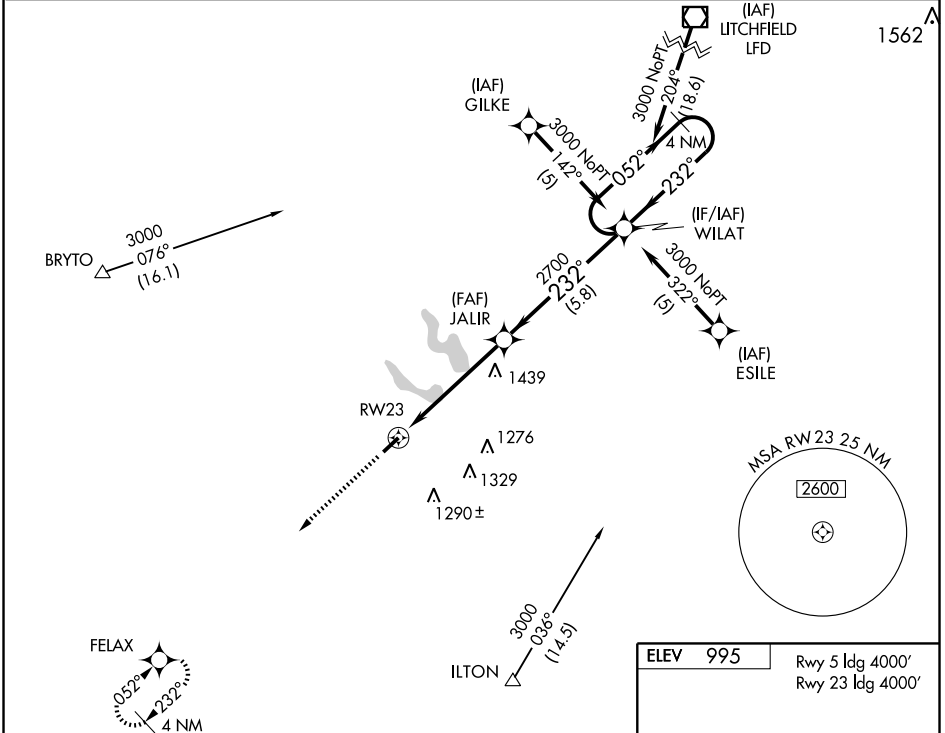 (IAF)
LITCHFIELD
LFD
1562
3000 NoPT
204°
(18.6)
(IAF)
GILKE
3000 NoPT
142°
(5)
4 NM
052°
232°
(IF/IAF)
WILAT
3000
076°
(16.1)
BRYTO
2700
232°
(5.8)
3000 NoPT
322°
(5)
(FAF)
JALIR
(IAF)
ESILE
1439
RW23
1276
1329
1290±
MSA RW23 25 NM
2600
3000
036°
(14.5)
ILTON
FELAX
052°
232°
4 NM
ELEV 995
Rwy 5 ldg 4000'
Rwy 23 ldg 4000'